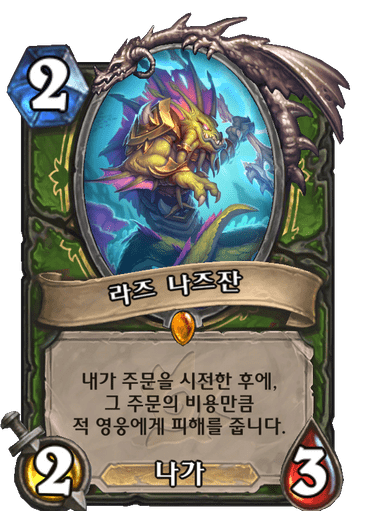 2
라즈 나즈잔
내가 주문을 시전한 후에,
그 주문의 비용만큼
적 영웅에게 피해를 줍니다.
2
나가
3